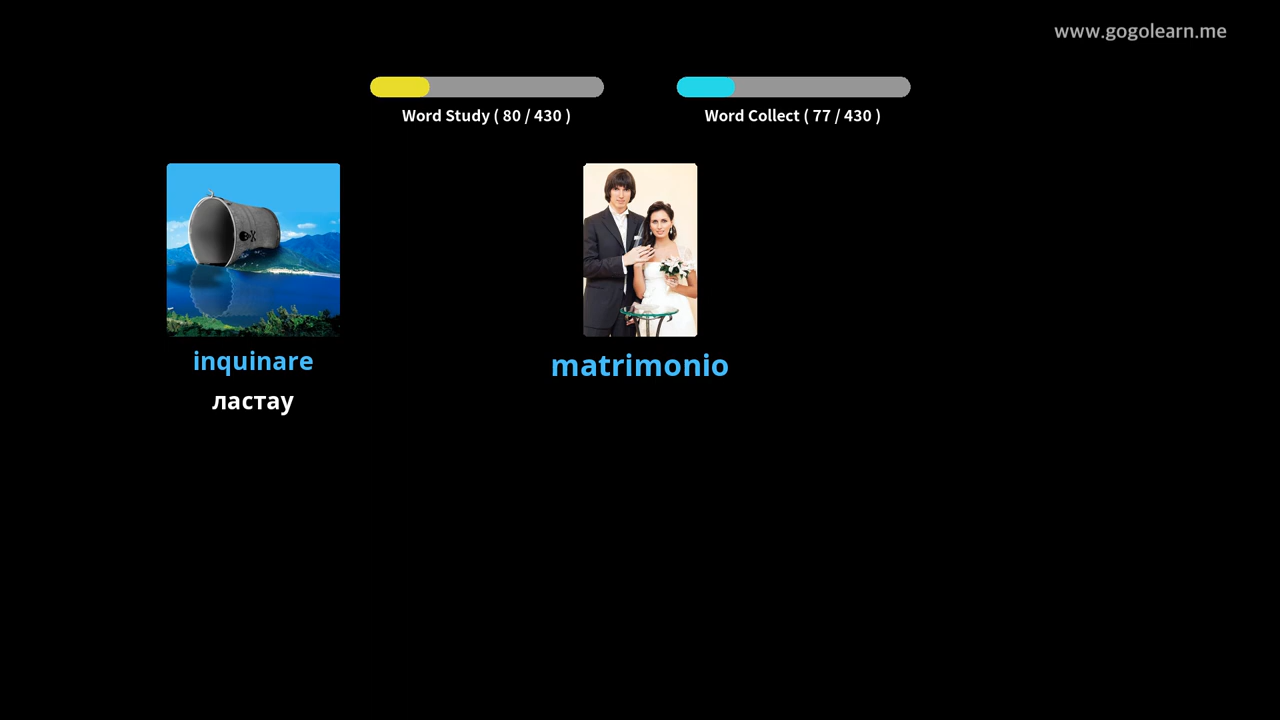 www.gogolearn.me
Word Study ( 80 / 430 )
Word Collect ( 77 / 430 )
inquinare
ластау
matrimonio